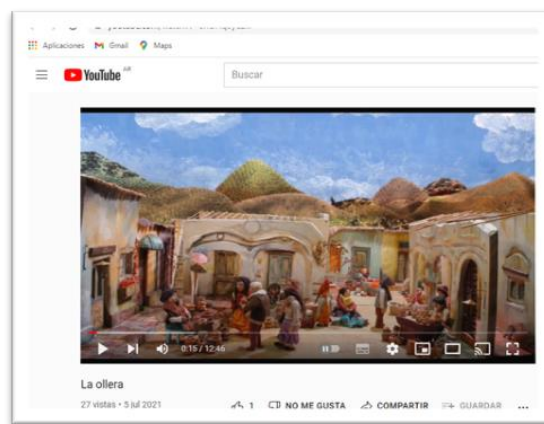 Aplicaciones Gmail Maps
YouTube AR
Buscar
0:15 / 12:46
La ollera
27 vistas • 5 jul 2021
1 NO ME GUSTA COMPARTIR GUARDAR ...